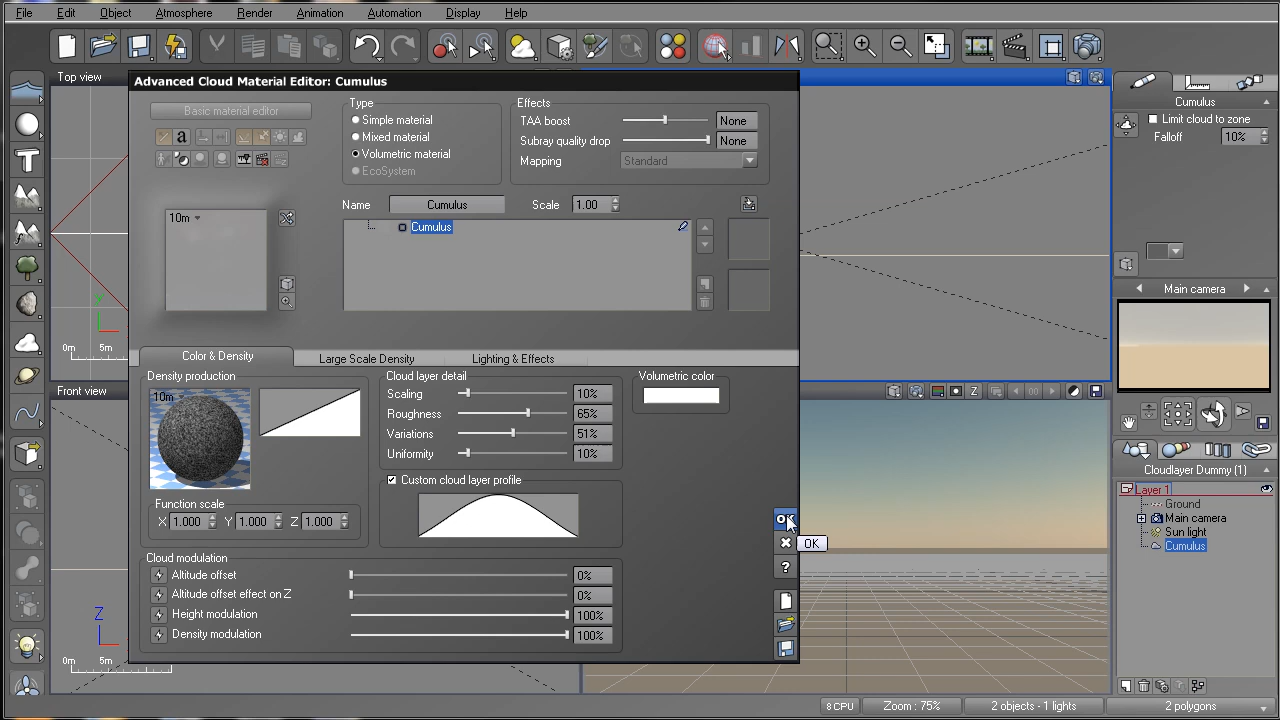 File Edit Object Atmosphere Render Animation Automation Display Help
Top view
Advanced Cloud Material Editor: Cumulus
Basic material editor
Type
Simple material
Mixed material
Volumetric material
EcoSystem
Effects
TAA boost None
Subray quality drop None
Mapping Standard
10m
Name Cumulus Scale 1.00
Cumulus
Color & Density Large Scale Density Lighting & Effects
Density production
10m
Function scale
X 1.000 Y 1.000 Z 1.000
Cloud layer detail
Scaling 10%
Roughness 65%
Variations 51%
Uniformity 10%
Custom cloud layer profile
Volumetric color
Cloud modulation
Altitude offset 0%
Altitude offset effect on Z 0%
Height modulation 100%
Density modulation 100%
OK
?
OK
Y
0m 5m
Front view
Z
0m 5m
Z 00
Cumulus
Limit cloud to zone
Falloff 10%
Main camera
Cloudlayer Dummy (1)
Layer 1
Ground
Main camera
Sun light
Cumulus
8 CPU Zoom : 75% 2 objects - 1 lights 2 polygons